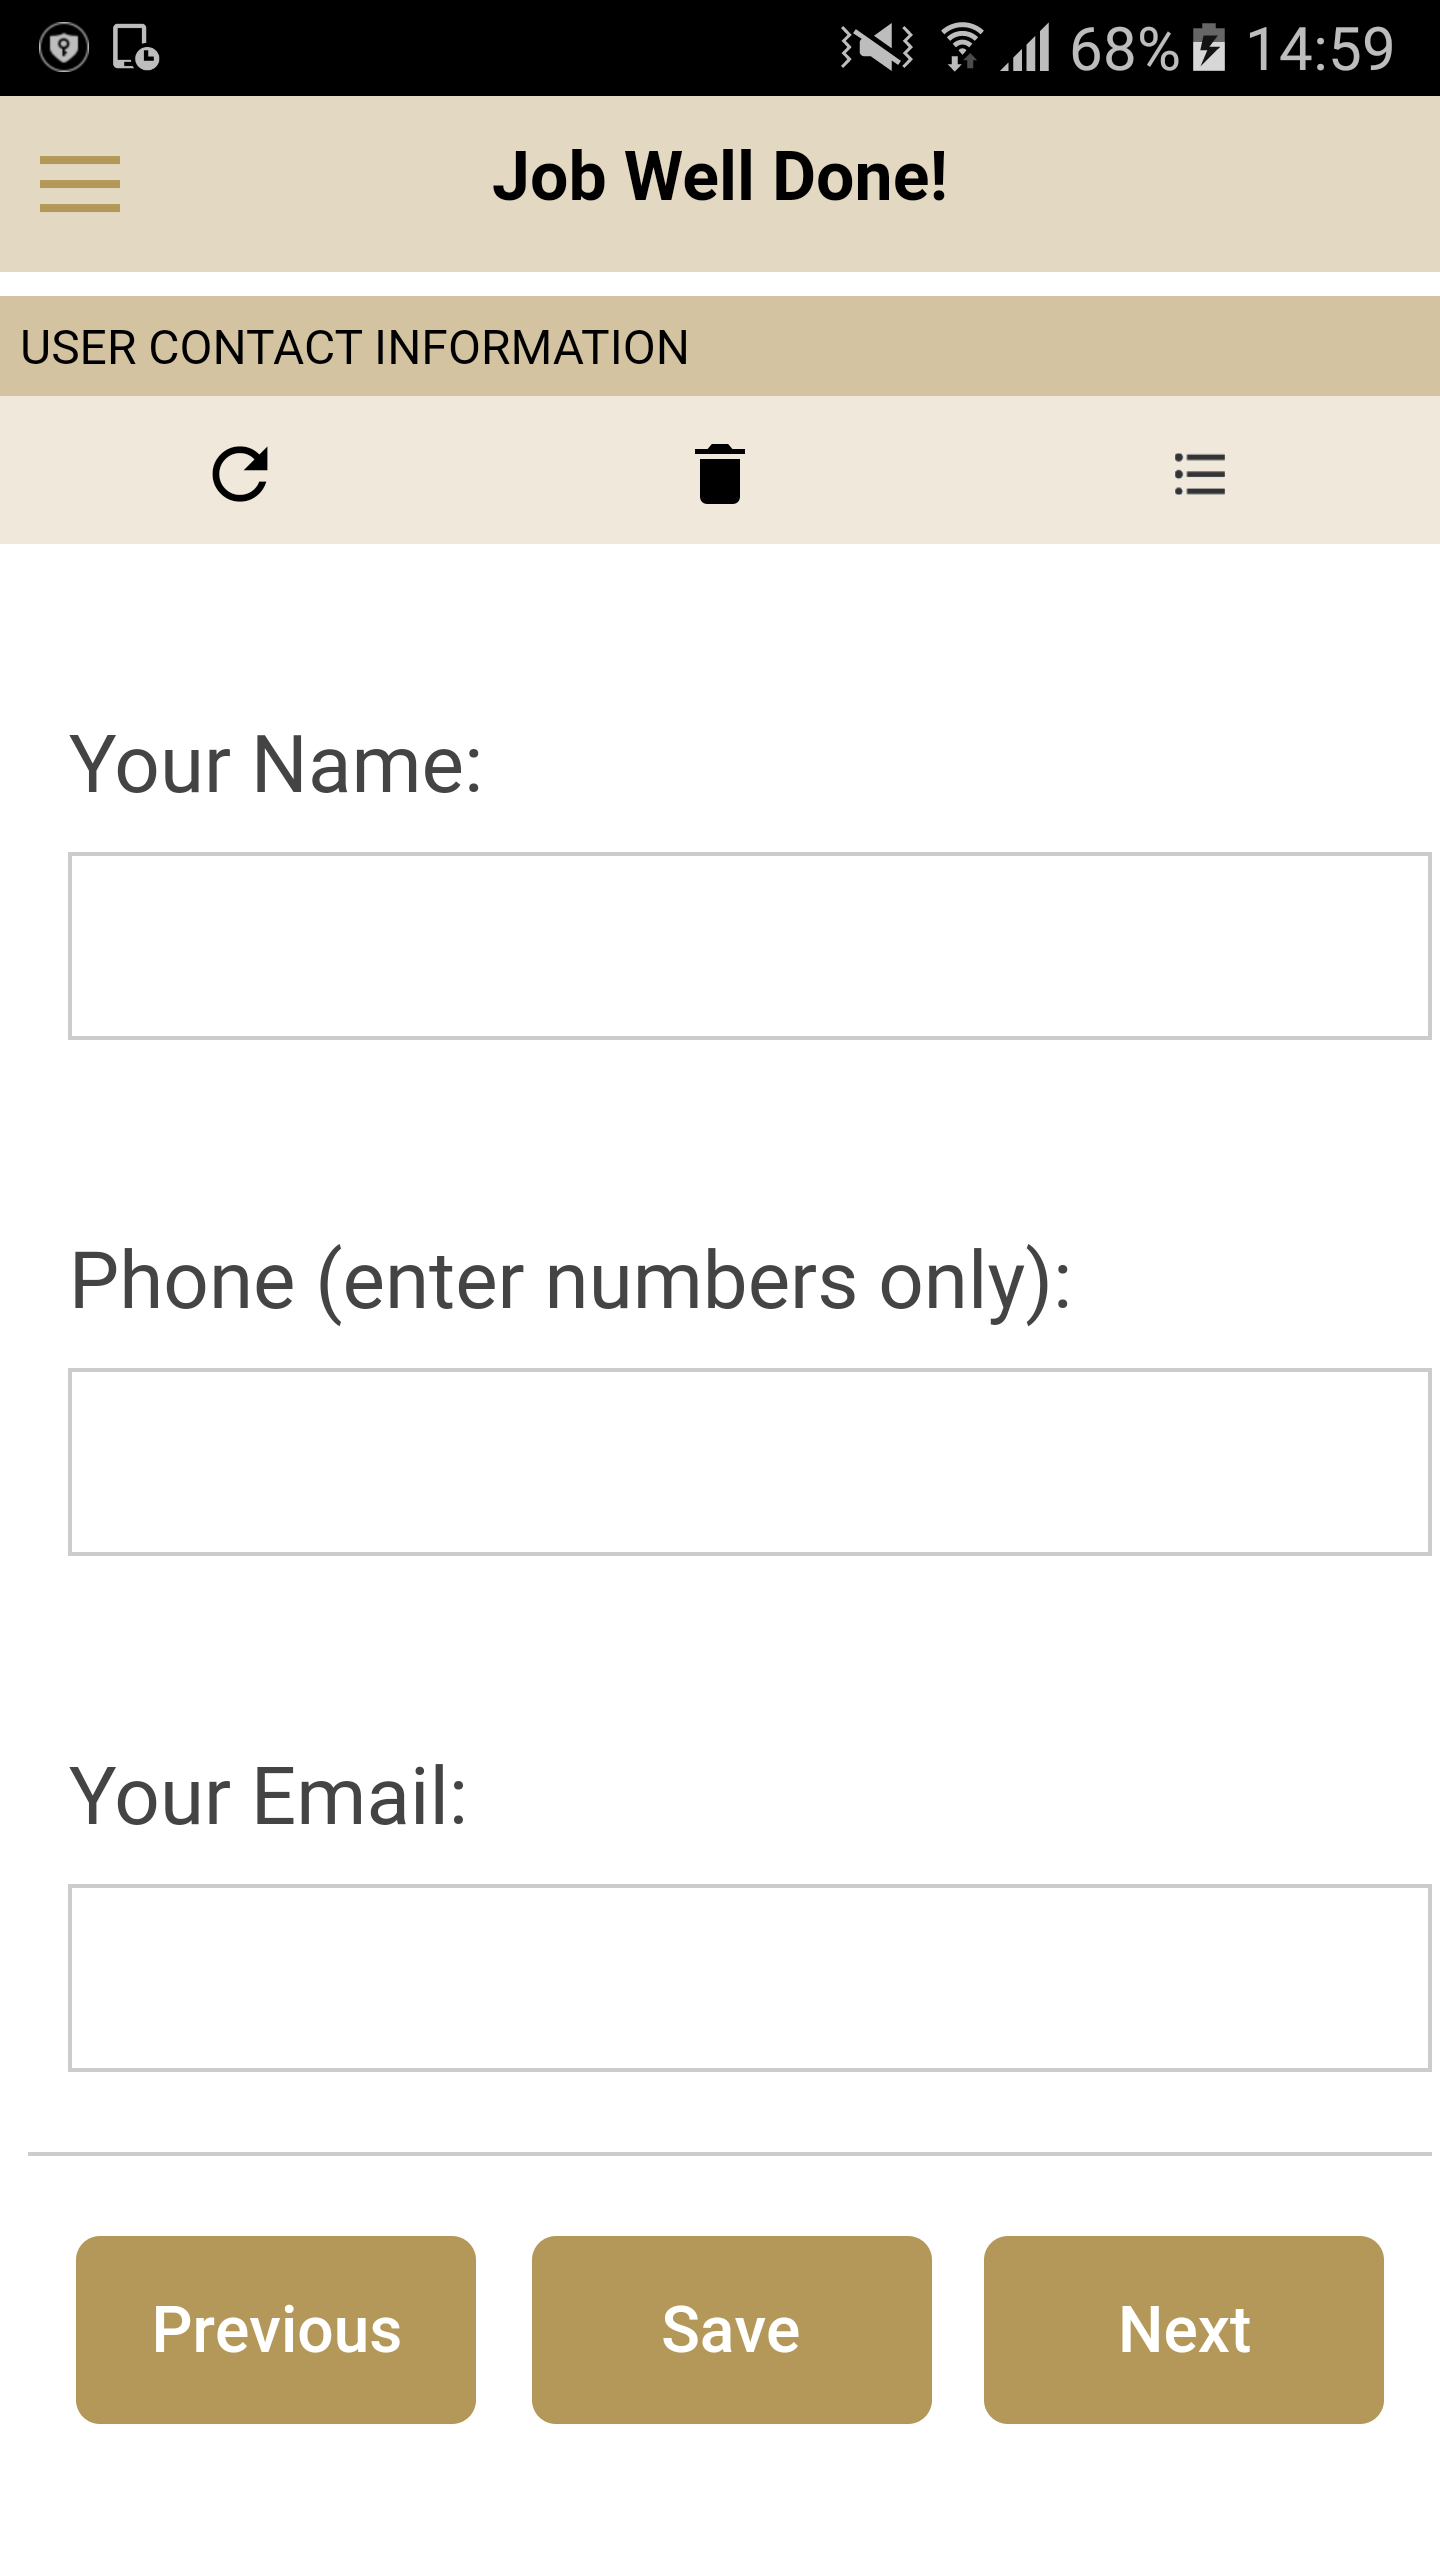 68% 14:59
Job Well Done!
USER CONTACT INFORMATION
Your Name:
Phone (enter numbers only):
Your Email:
Previous Save Next